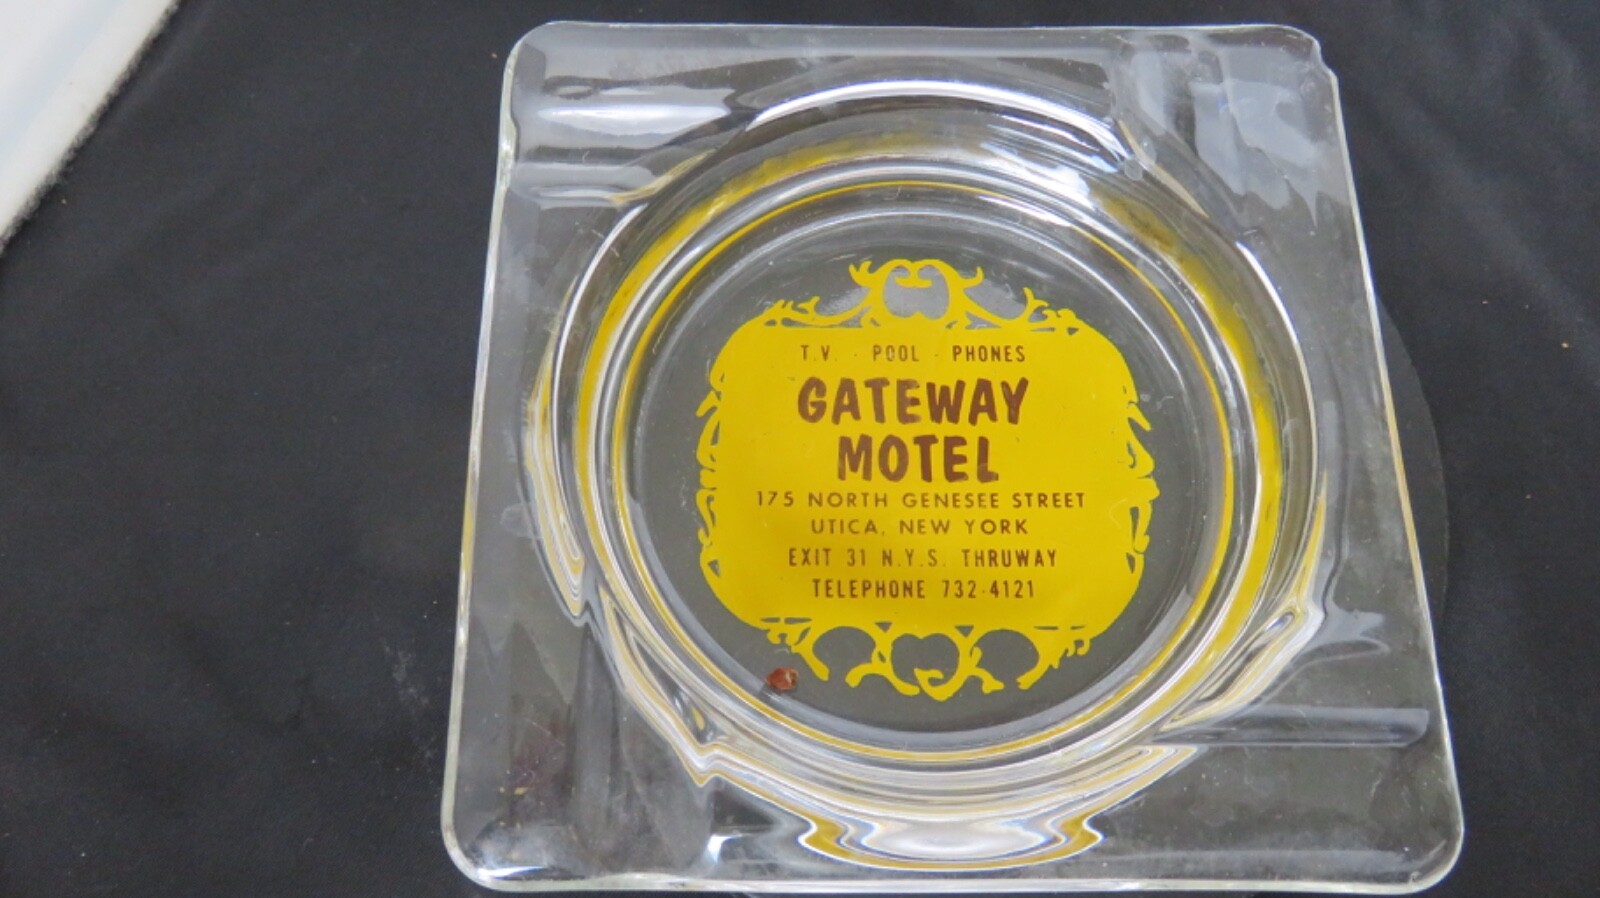 T.V. · POOL · PHONES
GATEWAY
MOTEL
175 NORTH GENESEE STREET
UTICA, NEW YORK
EXIT 31 N.Y.S. THRUWAY
TELEPHONE 732-4121